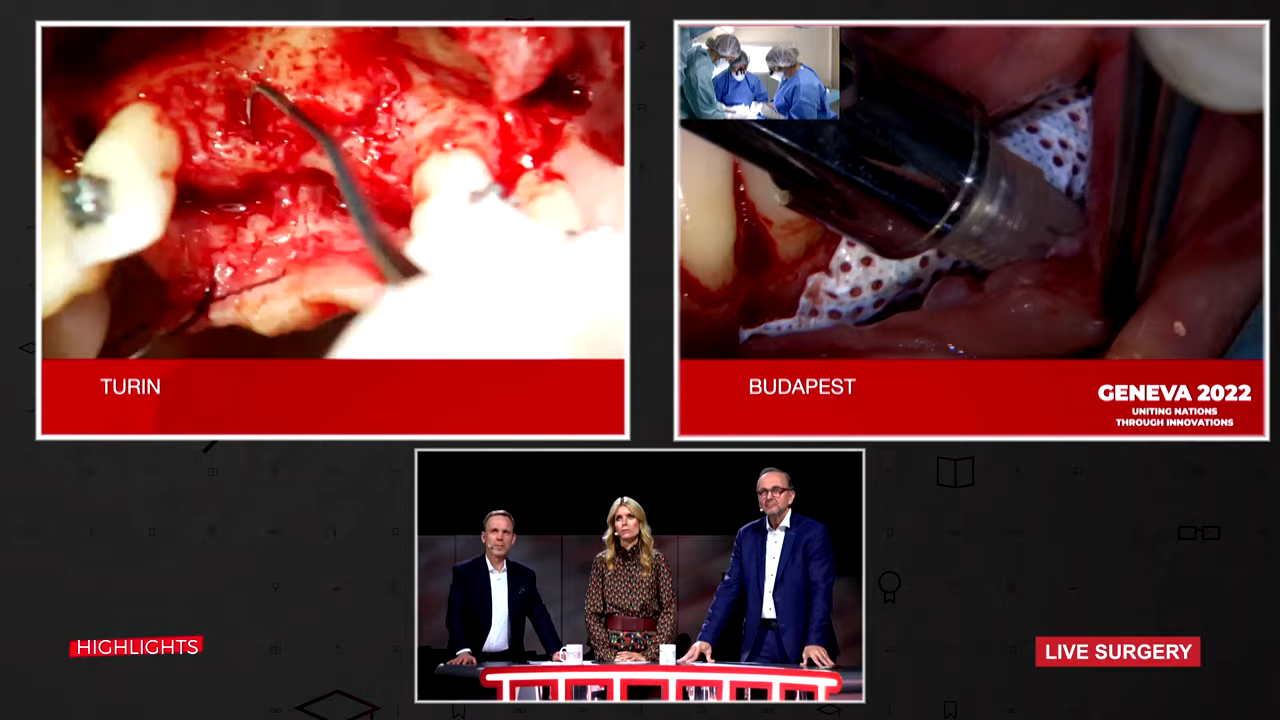 TURIN
BUDAPEST
GENEVA 2022
UNITING NATIONS
THROUGH INNOVATIONS
HIGHLIGHTS
LIVE SURGERY